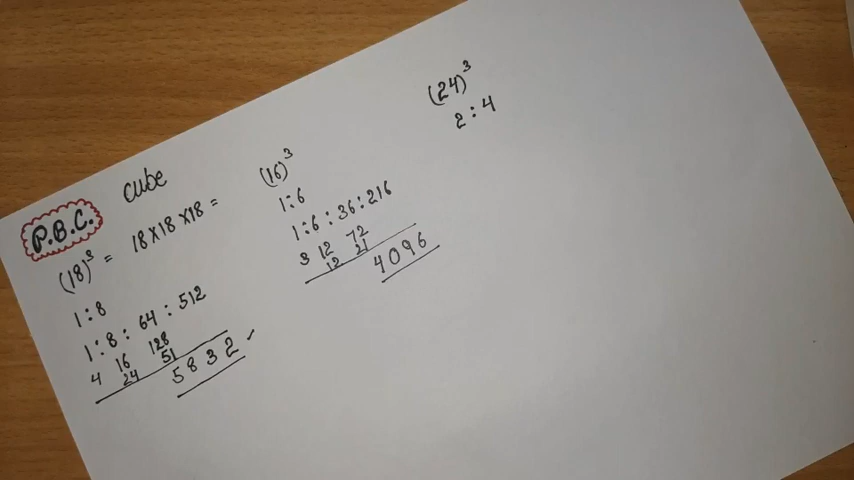 P.B.C. cube
(18)³ = 18×18×18 =
1:8
1:8: 64:512
16 128
4 24 51
5832 ✓
(16)³
1:6
1:6:36:216
3 12 72
12 21
4096
(24)³
2:4